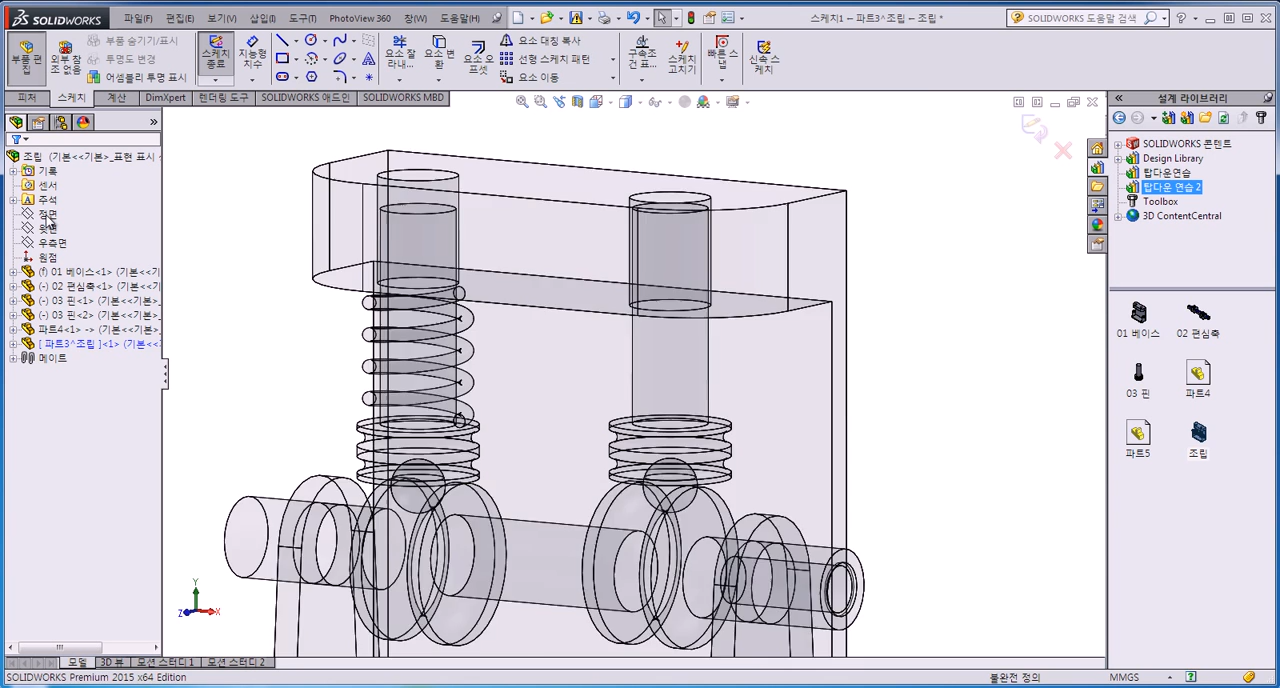 SOLIDWORKS
파일(F) 편집(E) 보기(V) 삽입(I) 도구(T) PhotoView 360 창(W) 도움말(H)
스케치1 – 파트3^조립 – 조립 *
SOLIDWORKS 도움말 검색
부품 편집
외부 참조 없음
부품 숨기기/표시
투명도 변경
어셈블리 투명 표시
스케치 종료
지능형 치수
요소 잘라내...
요소 변환
요소 오프셋
요소 대칭 복사
선형 스케치 패턴
요소 이동
구속조건 표...
스케치 고치기
빠른 스냅
신속 스케치
피처 스케치 계산 DimXpert 렌더링 도구 SOLIDWORKS 애드인 SOLIDWORKS MBD
조립 (기본<<기본>_표현 표시
기록
센서
주석
정면
윗면
우측면
원점
(f) 01 베이스<1> (기본<<기본>
(-) 02 편심축<1> (기본<<기본>
(-) 03 핀<1> (기본<<기본>_
(-) 03 핀<2> (기본<<기본>_
파트4<1> -> (기본<<기본>_
[ 파트3^조립 ]<1> (기본<<
메이트
설계 라이브러리
SOLIDWORKS 콘텐트
Design Library
탑다운연습
탑다운 연습 2
Toolbox
3D ContentCentral
01 베이스 02 편심축
03 핀 파트4
파트5 조립
Y
Z X
모델 3D 뷰 모션 스터디 1 모션 스터디 2
SOLIDWORKS Premium 2015 x64 Edition
불완전 정의
MMGS